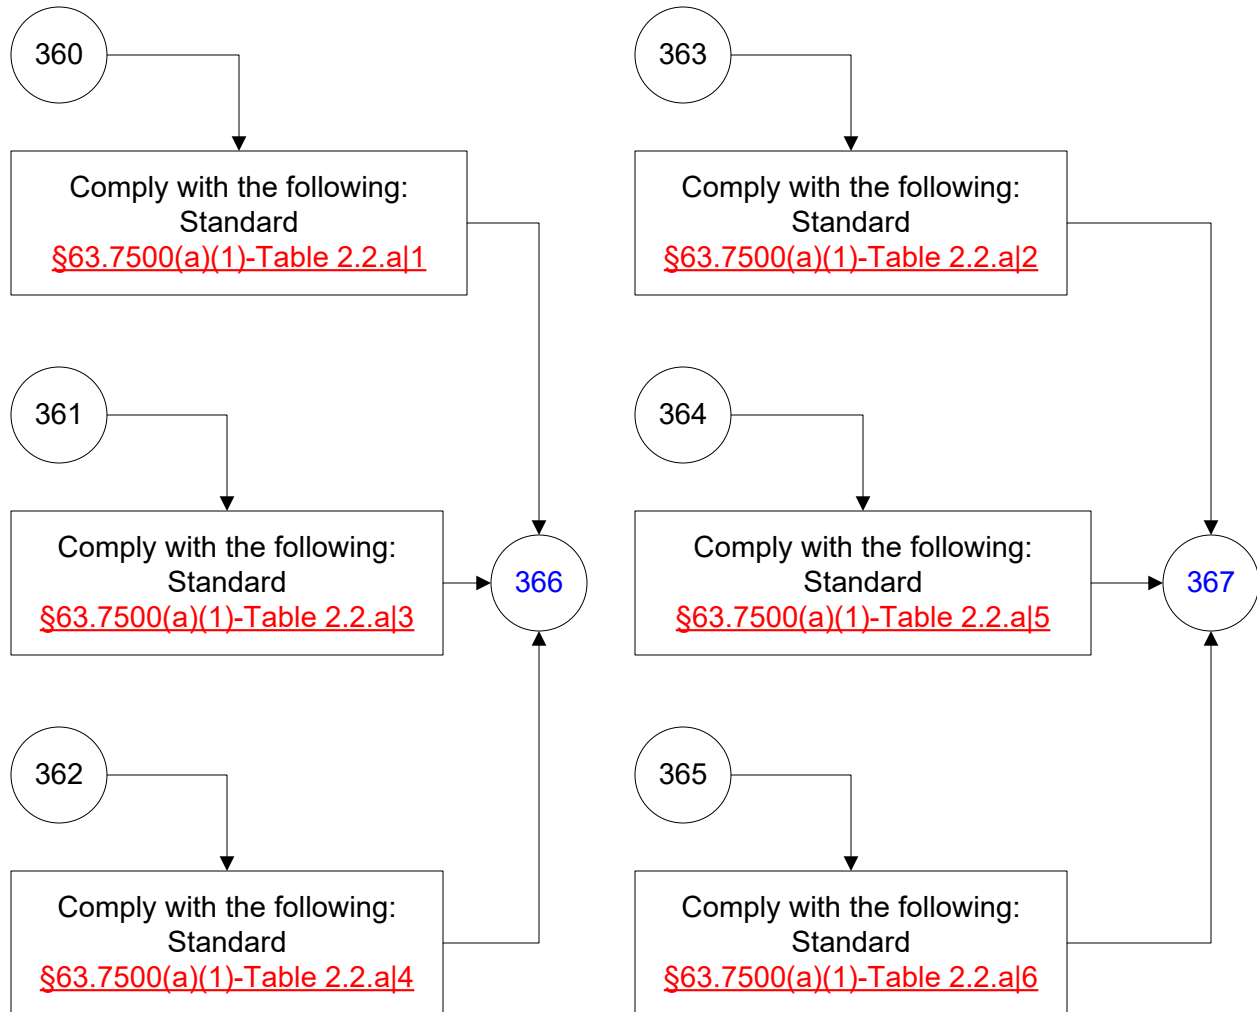 360
Comply with the following:
Standard
§63.7500(a)(1)-Table 2.2.a|1
361
Comply with the following:
Standard
§63.7500(a)(1)-Table 2.2.a|3
366
362
Comply with the following:
Standard
§63.7500(a)(1)-Table 2.2.a|4
363
Comply with the following:
Standard
§63.7500(a)(1)-Table 2.2.a|2
364
Comply with the following:
Standard
§63.7500(a)(1)-Table 2.2.a|5
367
365
Comply with the following:
Standard
§63.7500(a)(1)-Table 2.2.a|6